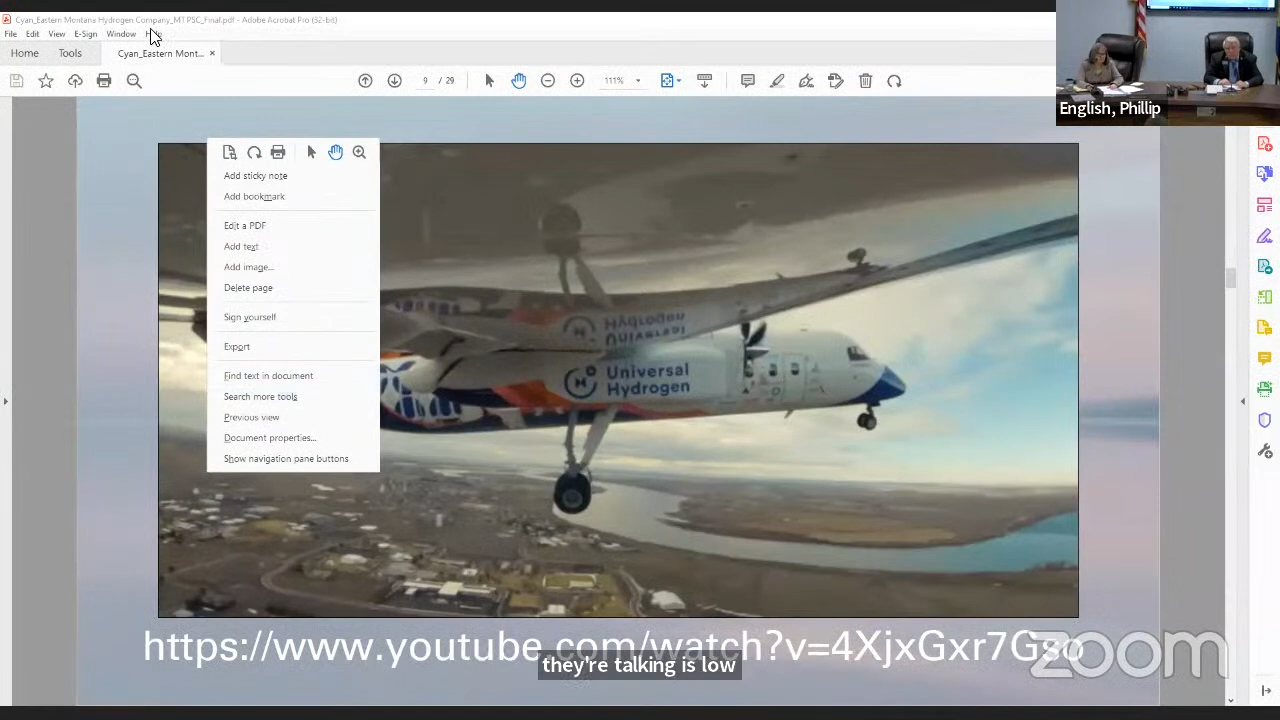 Cyan_Eastern Montana Hydrogen Company_MT PSC_Final.pdf - Adobe Acrobat Pro (32-bit)
File Edit View E-Sign Window
Home Tools Cyan_Eastern Mont... ×
9 / 29 111%
English, Phillip
Add sticky note
Add bookmark
Edit a PDF
Add text
Add image...
Delete page
Sign yourself
Export
Find text in document
Search more tools
Previous view
Document properties...
Show navigation pane buttons
Hydrogen
Universal
Universal
Hydrogen
https://www.youtube.com/watch?v=4XjxGxr7Gso
they're talking is low
zoom